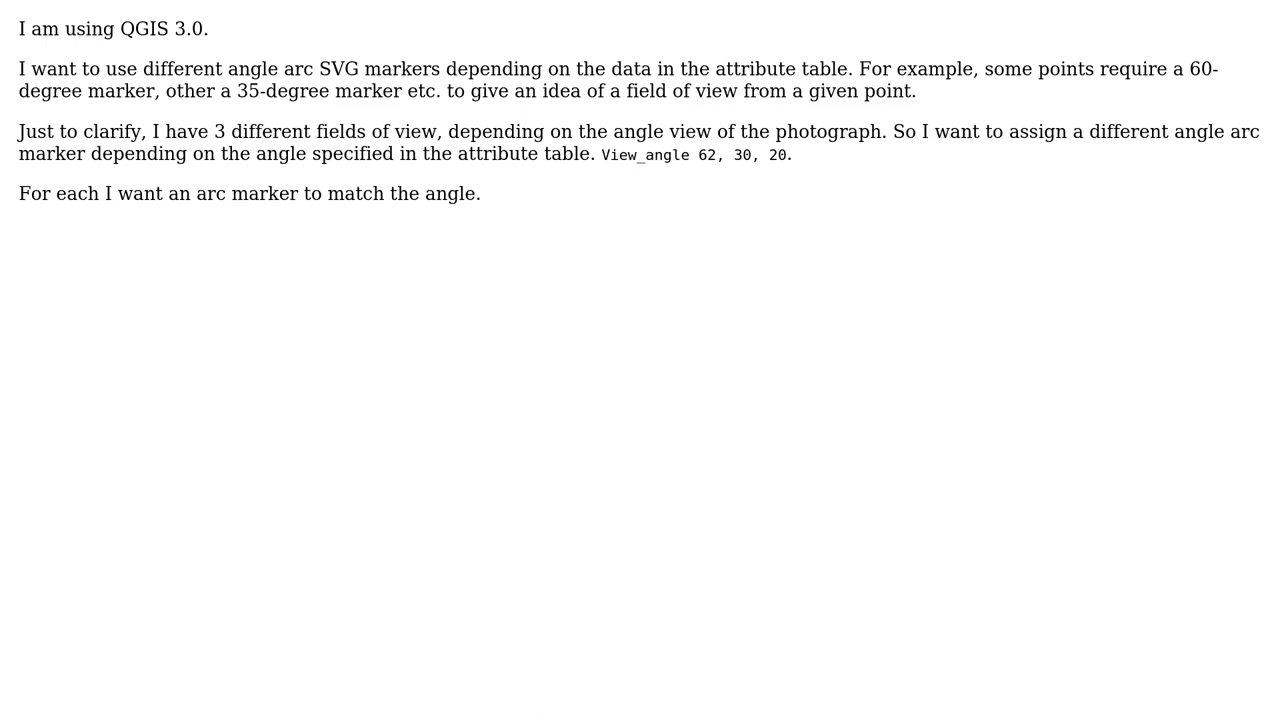 I am using QGIS 3.0.
I want to use different angle arc SVG markers depending on the data in the attribute table. For example, some points require a 60-
degree marker, other a 35-degree marker etc. to give an idea of a field of view from a given point.
Just to clarify, I have 3 different fields of view, depending on the angle view of the photograph. So I want to assign a different angle arc
marker depending on the angle specified in the attribute table. View_angle 62, 30, 20.
For each I want an arc marker to match the angle.